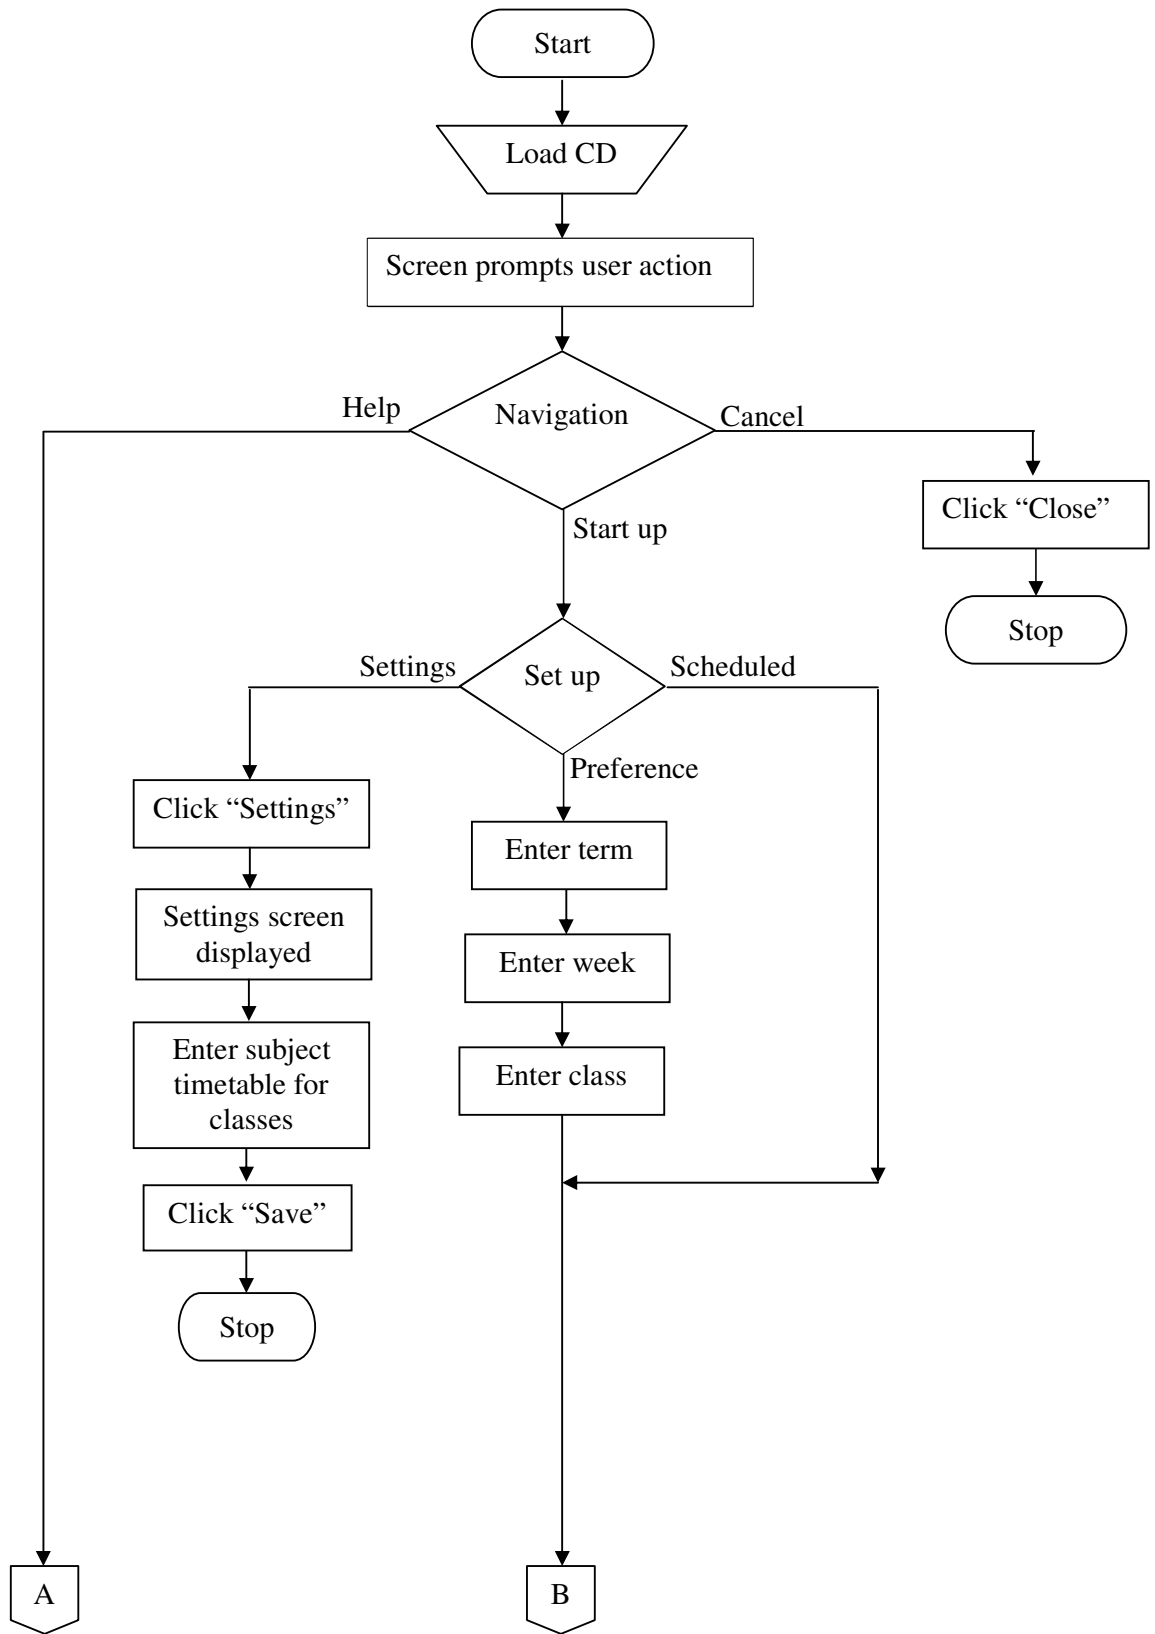 Start
Load CD
Screen prompts user action
Help
Navigation
Cancel
Click “Close”
Start up
Stop
Settings
Set up
Scheduled
Preference
Click “Settings”
Enter term
Settings screen
displayed
Enter week
Enter subject
timetable for
classes
Enter class
Click “Save”
Stop
A
B